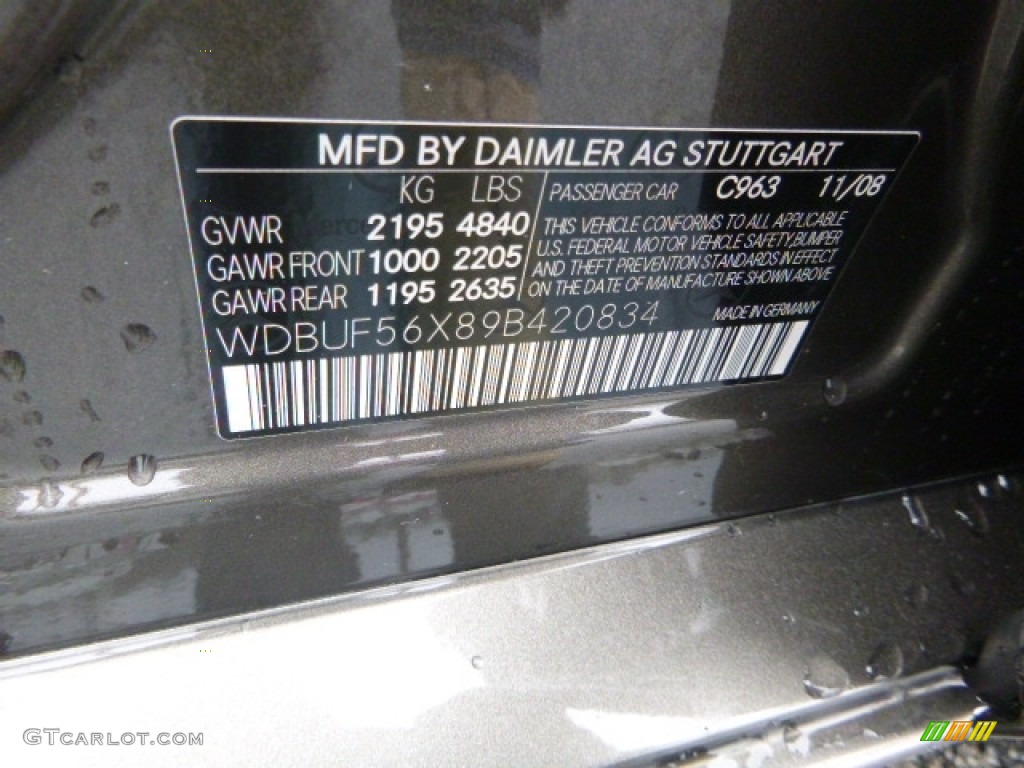 MFD BY DAIMLER AG STUTTGART
KG LBS
GVWR 2195 4840
GAWR FRONT 1000 2205
GAWR REAR 1195 2635
PASSENGER CAR C963 11/08
THIS VEHICLE CONFORMS TO ALL APPLICABLE
U.S. FEDERAL MOTOR VEHICLE SAFETY, BUMPER
AND THEFT PREVENTION STANDARDS IN EFFECT
ON THE DATE OF MANUFACTURE SHOWN ABOVE
WDBUF56X89B420834 MADE IN GERMANY
GTCARLOT.COM